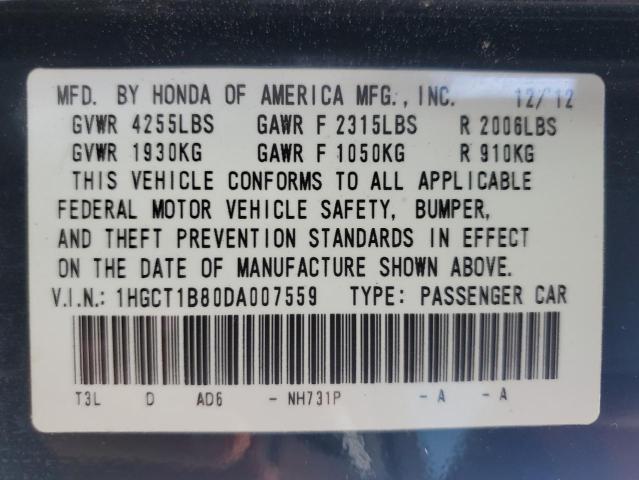 MFD. BY HONDA OF AMERICA MFG., INC. 12/12
GVWR 4255LBS GAWR F 2315LBS R 2006LBS
GVWR 1930KG GAWR F 1050KG R 910KG
THIS VEHICLE CONFORMS TO ALL APPLICABLE
FEDERAL MOTOR VEHICLE SAFETY, BUMPER,
AND THEFT PREVENTION STANDARDS IN EFFECT
ON THE DATE OF MANUFACTURE SHOWN ABOVE.
V.I.N.: 1HGCT1B80DA007559 TYPE: PASSENGER CAR
T3L D AD6 - NH731P - A - A